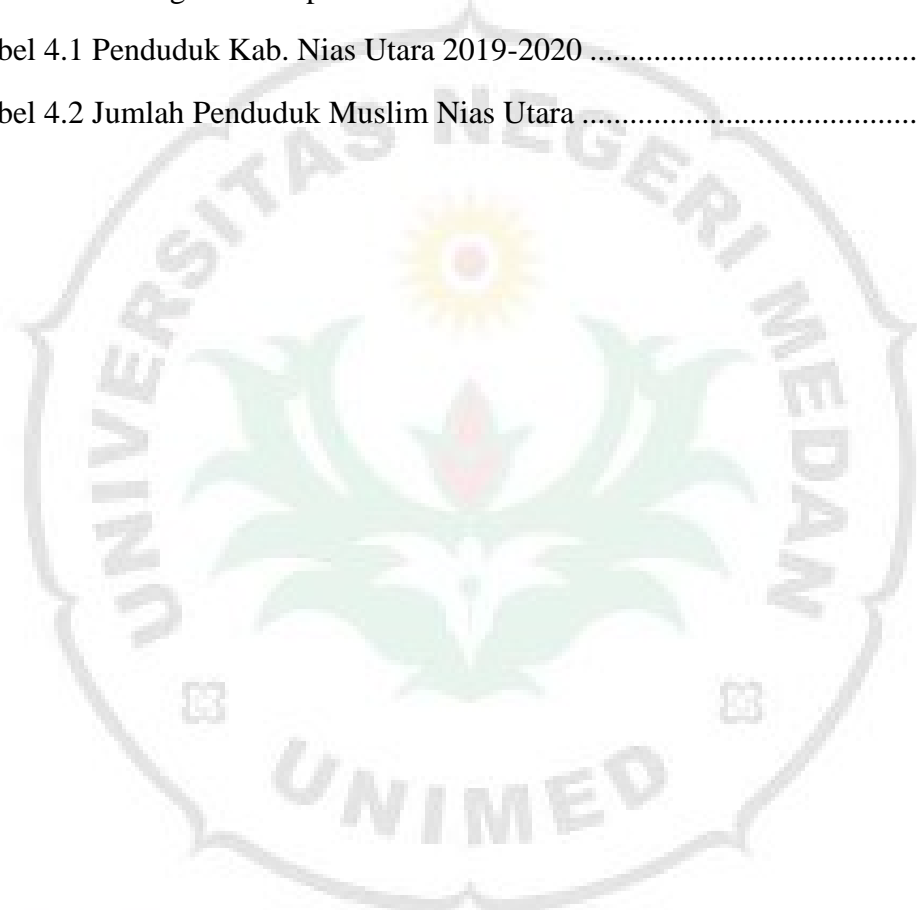 bel 4.1 Penduduk Kab. Nias Utara 2019-2020 .........................................
bel 4.2 Jumlah Penduduk Muslim Nias Utara ..........................................
UNIVERSITAS NEGERI MEDAN
UNIMED